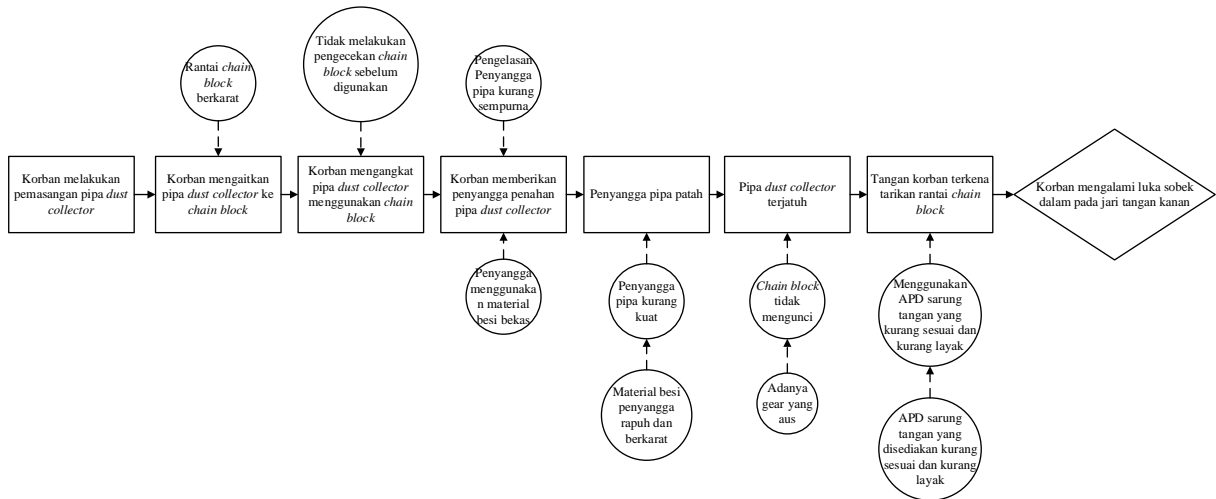 Rantai chain
block
berkarat
Tidak melakukan
pengecekan chain
block sebelum
digunakan
Pengelasan
Penyangga
pipa kurang
sempurna
Korban melakukan
pemasangan pipa dust
collector
Korban mengaitkan
pipa dust collector ke
chain block
Korban mengangkat
pipa dust collector
menggunakan chain
block
Korban memberikan
penyangga penahan
pipa dust collector
Penyangga pipa patah
Pipa dust collector
terjatuh
Tangan korban terkena
tarikan rantai chain
block
Korban mengalami luka sobek
dalam pada jari tangan kanan
Penyangga
menggunaka
n material
besi bekas
Penyangga
pipa kurang
kuat
Chain block
tidak
mengunci
Menggunakan
APD sarung
tangan yang
kurang sesuai dan
kurang layak
Material besi
penyangga
rapuh dan
berkarat
Adanya
gear yang
aus
APD sarung
tangan yang
disediakan kurang
sesuai dan kurang
layak